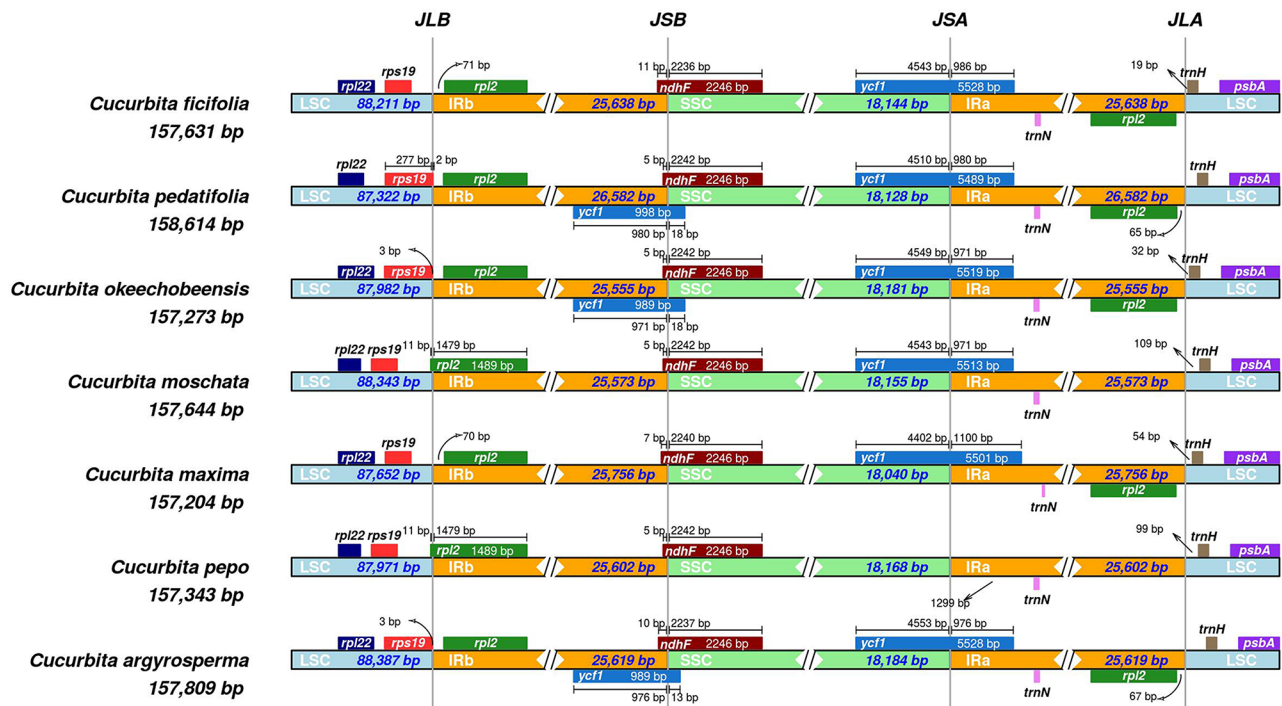 JLB JSB JSA JLA
71 bp 11 bp 2236 bp 4543 bp 986 bp 19 bp
rpl22 rps19 rpl2 ndhF 2246 bp ycf1 5528 bp trnH psbA
Cucurbita ficifolia LSC 88,211 bp IRb 25,638 bp SSC 18,144 bp IRa 25,638 bp LSC
157,631 bp trnN rpl2
277 bp 2 bp 5 bp 2242 bp 4510 bp 980 bp
rpl22 rps19 rpl2 ndhF 2246 bp ycf1 5489 bp trnH psbA
Cucurbita pedatifolia LSC 87,322 bp IRb 26,582 bp SSC 18,128 bp IRa 26,582 bp LSC
158,614 bp ycf1 998 bp trnN rpl2
980 bp 18 bp 65 bp
3 bp 5 bp 2242 bp 4549 bp 971 bp 32 bp
rpl22 rps19 rpl2 ndhF 2246 bp ycf1 5519 bp trnH psbA
Cucurbita okeechobeensis LSC 87,982 bp IRb 25,555 bp SSC 18,181 bp IRa 25,555 bp LSC
157,273 bp ycf1 989 bp trnN rpl2
971 bp 18 bp
11 bp 1479 bp 5 bp 2242 bp 4543 bp 971 bp 109 bp
rpl22 rps19 rpl2 1489 bp ndhF 2246 bp ycf1 5513 bp trnH psbA
Cucurbita moschata LSC 88,343 bp IRb 25,573 bp SSC 18,155 bp IRa 25,573 bp LSC
157,644 bp trnN
70 bp 7 bp 2240 bp 4402 bp 1100 bp 54 bp
rpl22 rps19 rpl2 ndhF 2246 bp ycf1 5501 bp trnH psbA
Cucurbita maxima LSC 87,652 bp IRb 25,756 bp SSC 18,040 bp IRa 25,756 bp LSC
157,204 bp trnN rpl2
11 bp 1479 bp 5 bp 2242 bp 99 bp
rpl22 rps19 rpl2 1489 bp ndhF 2246 bp trnH psbA
Cucurbita pepo LSC 87,971 bp IRb 25,602 bp SSC 18,168 bp IRa 25,602 bp LSC
157,343 bp 1299 bp trnN
3 bp 10 bp 2237 bp 4553 bp 976 bp
rpl22 rps19 rpl2 ndhF 2246 bp ycf1 5528 bp trnH psbA
Cucurbita argyrosperma LSC 88,387 bp IRb 25,619 bp SSC 18,184 bp IRa 25,619 bp LSC
157,809 bp ycf1 989 bp trnN rpl2
976 bp 13 bp 67 bp